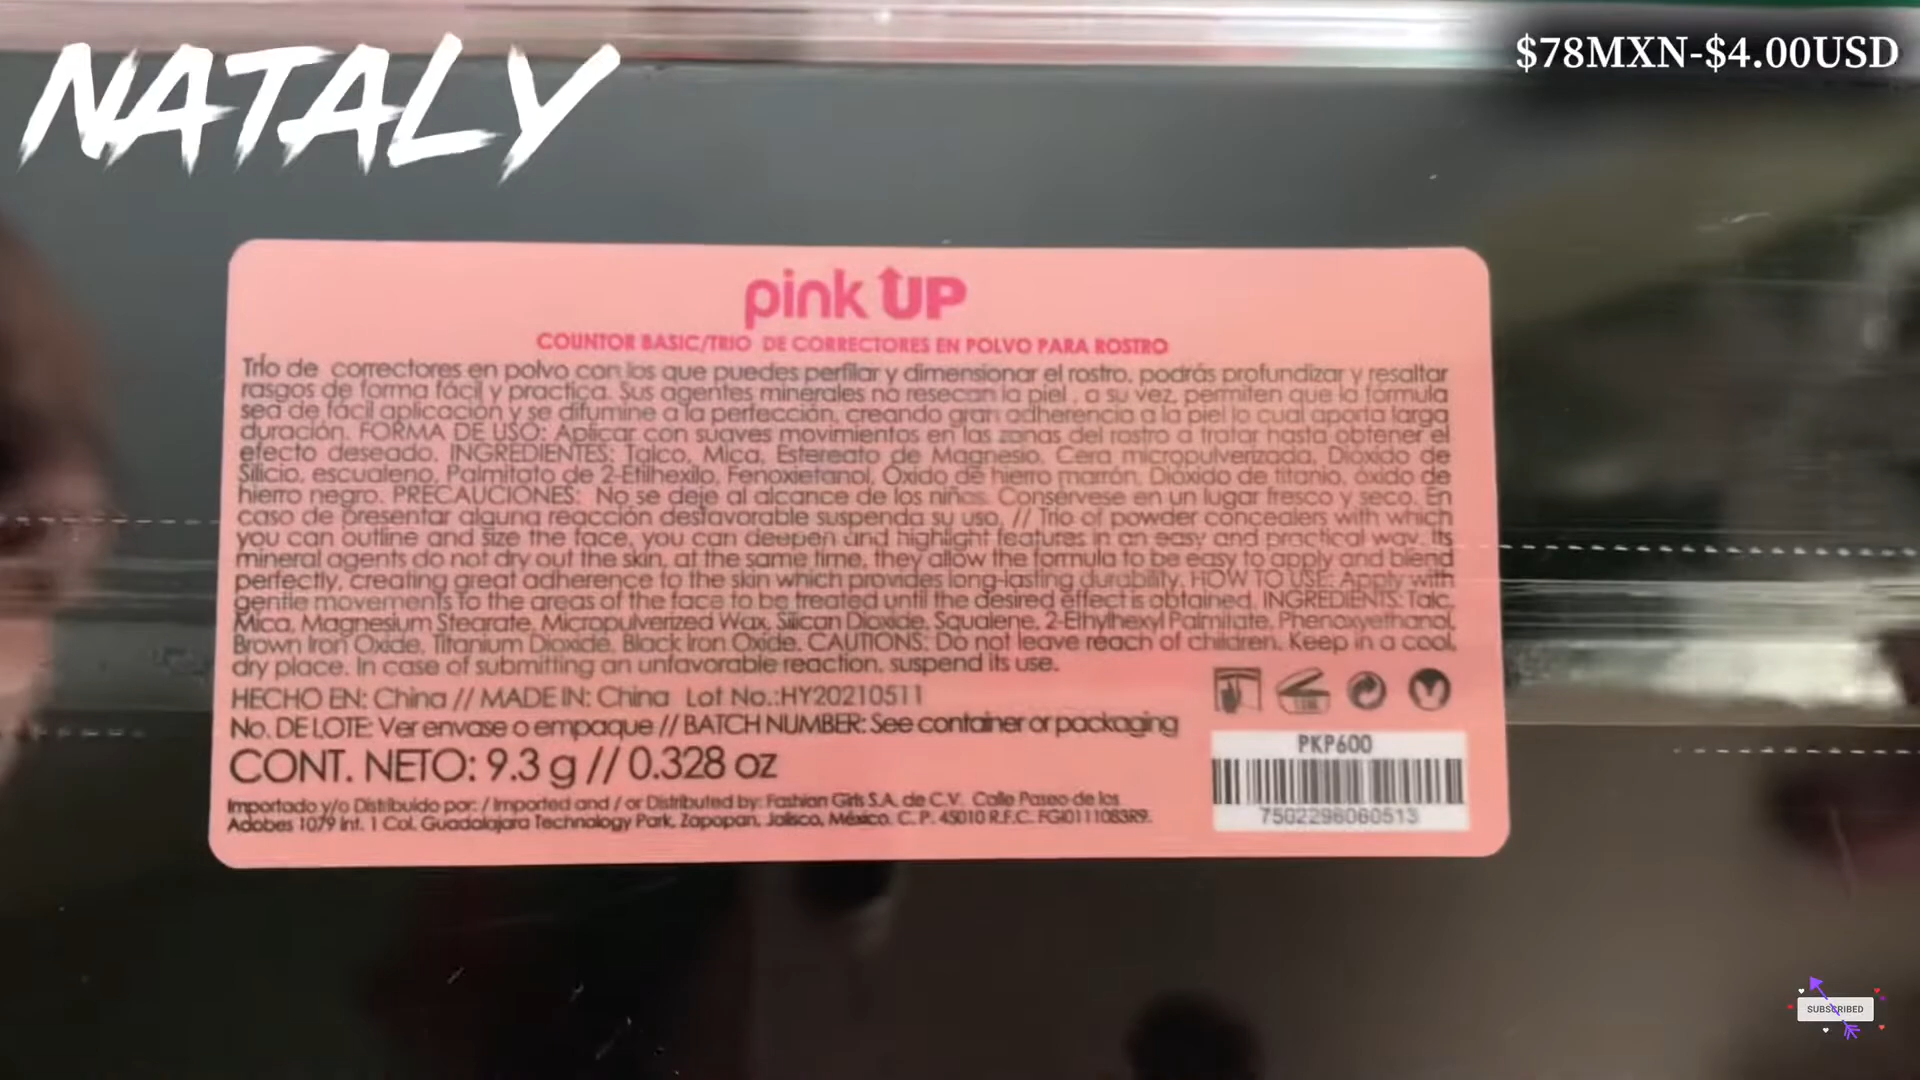 NATALY
$78MXN-$4.00USD
pink UP
COUNTOR BASIC/TRIO DE CORRECTORES EN POLVO PARA ROSTRO
Trío de correctores en polvo con los que puedes perfilar y dimensionar el rostro, podrás profundizar y resaltar
rasgos de forma fácil y practica. Sus agentes minerales no resecan la piel , a su vez, permiten que la fórmula
sea de fácil aplicación y se difumine a la perfección, creando gran adherencia a la piel lo cual aporta larga
duración. FORMA DE USO: Aplicar con suaves movimientos en las zonas del rostro a tratar hasta obtener el
efecto deseado. INGREDIENTES: Talco, Mica, Estereato de Magnesio, Cera micropulverizada, Dióxido de
Silicio, escualeno, Palmitato de 2-Etilhexilo, Fenoxietanol, Óxido de hierro marrón, Dióxido de titanio, óxido de
hierro negro. PRECAUCIONES: No se deje al alcance de los niños. Consérvese en un lugar fresco y seco. En
caso de presentar alguna reacción desfavorable suspenda su uso. // Trio of powder concealers with which
you can outline and size the face, you can deepen and highlight features in an easy and practical way. Its
mineral agents do not dry out the skin, at the same time, they allow the formula to be easy to apply and blend
perfectly, creating great adherence to the skin which provides long-lasting durability. HOW TO USE: Apply with
gentle movements to the areas of the face to be treated until the desired effect is obtained. INGREDIENTS: Talc,
Mica, Magnesium Stearate, Micropulverized Wax, Silicon Dioxide, Squalene, 2-Ethylhexyl Palmitate, Phenoxyethanol,
Brown Iron Oxide, Titanium Dioxide, Black Iron Oxide. CAUTIONS: Do not leave reach of children. Keep in a cool,
dry place. In case of submitting an unfavorable reaction, suspend its use.
HECHO EN: China // MADE IN: China Lot No.:HY20210511
No. DE LOTE: Ver envase o empaque // BATCH NUMBER: See container or packaging
CONT. NETO: 9.3 g // 0.328 oz
Importado y/o Distribuido por: / Imported and / or Distributed by: Fashion Girls S.A. de C.V. Calle Paseo de los
Adobes 1079 Int. 1 Col. Guadalajara Technology Park, Zapopan, Jalisco, México. C. P. 45010 R.F.C. FGI0111083R9.
PKP600
7502296060513
SUBSCRIBED